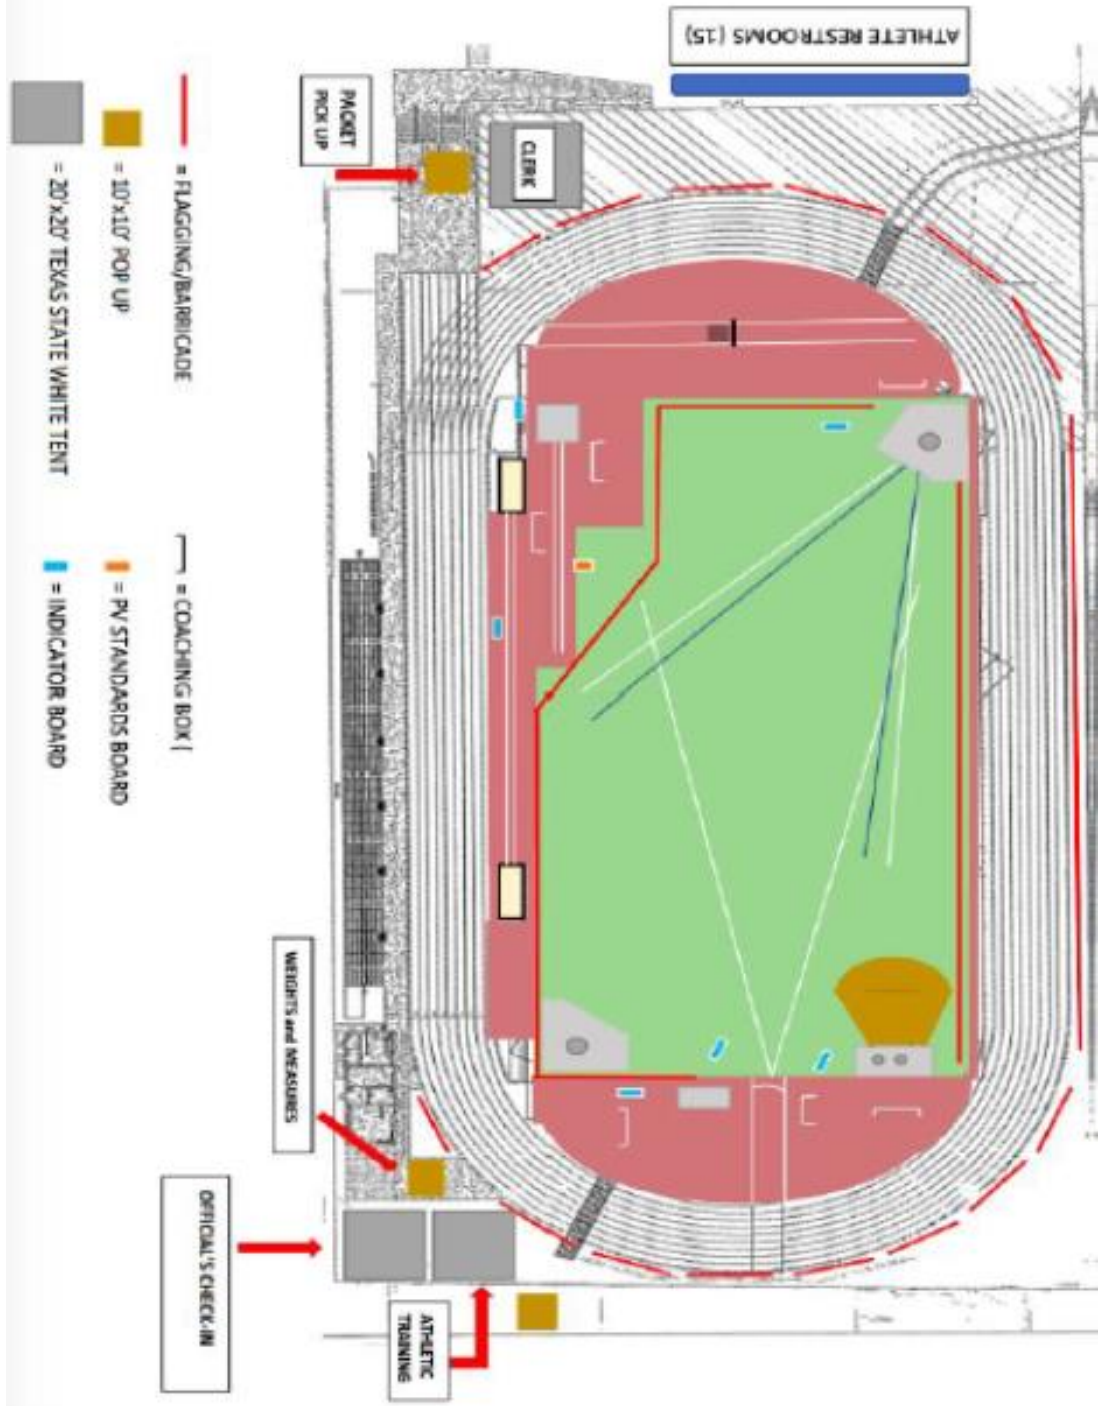 ATHLETE RESTROOMS (15)
PACKET
PICK UP
CLERK
= FLAGGING/BARRICADE
= 10'x10' POP UP
= 20'x20' TEXAS STATE WHITE TENT
= COACHING BOX (
= PV STANDARDS BOARD
= INDICATOR BOARD
WEIGHTS and MEASURES
OFFICIAL'S CHECK-IN
ATHLETIC
TRAINING